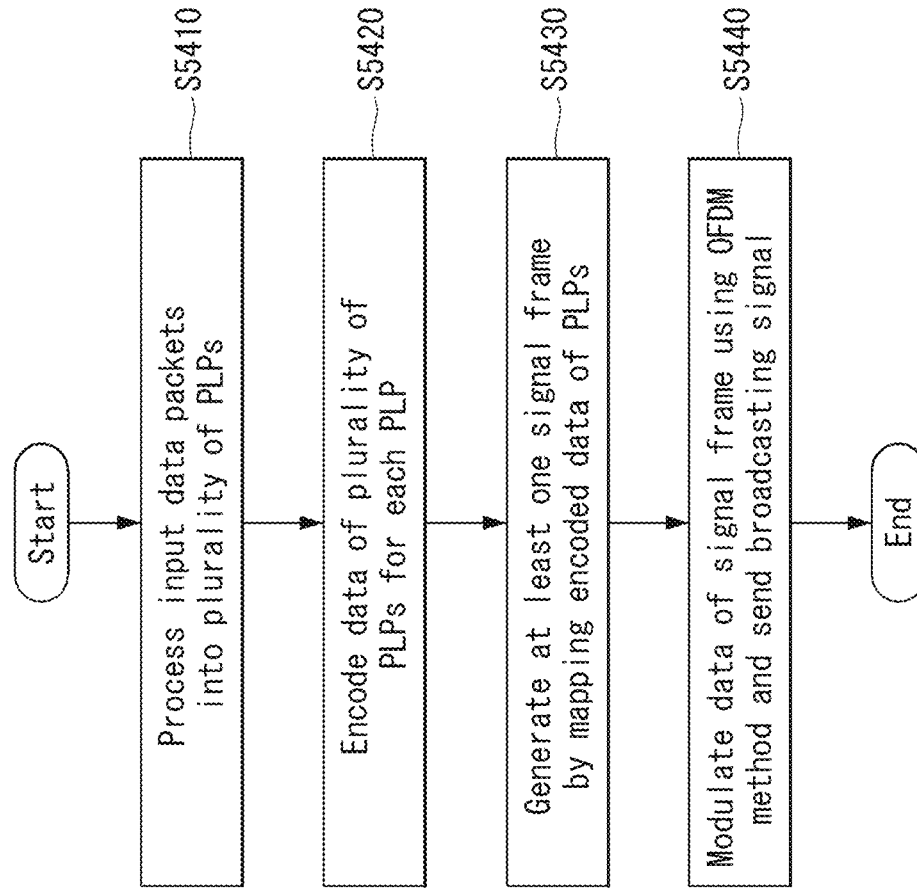 Start
Process input data packets
into plurality of PLPs
S5410
Encode data of plurality of
PLPs for each PLP
S5420
Generate at least one signal frame
by mapping encoded data of PLPs
S5430
Modulate data of signal frame using OFDM
method and send broadcasting signal
S5440
End